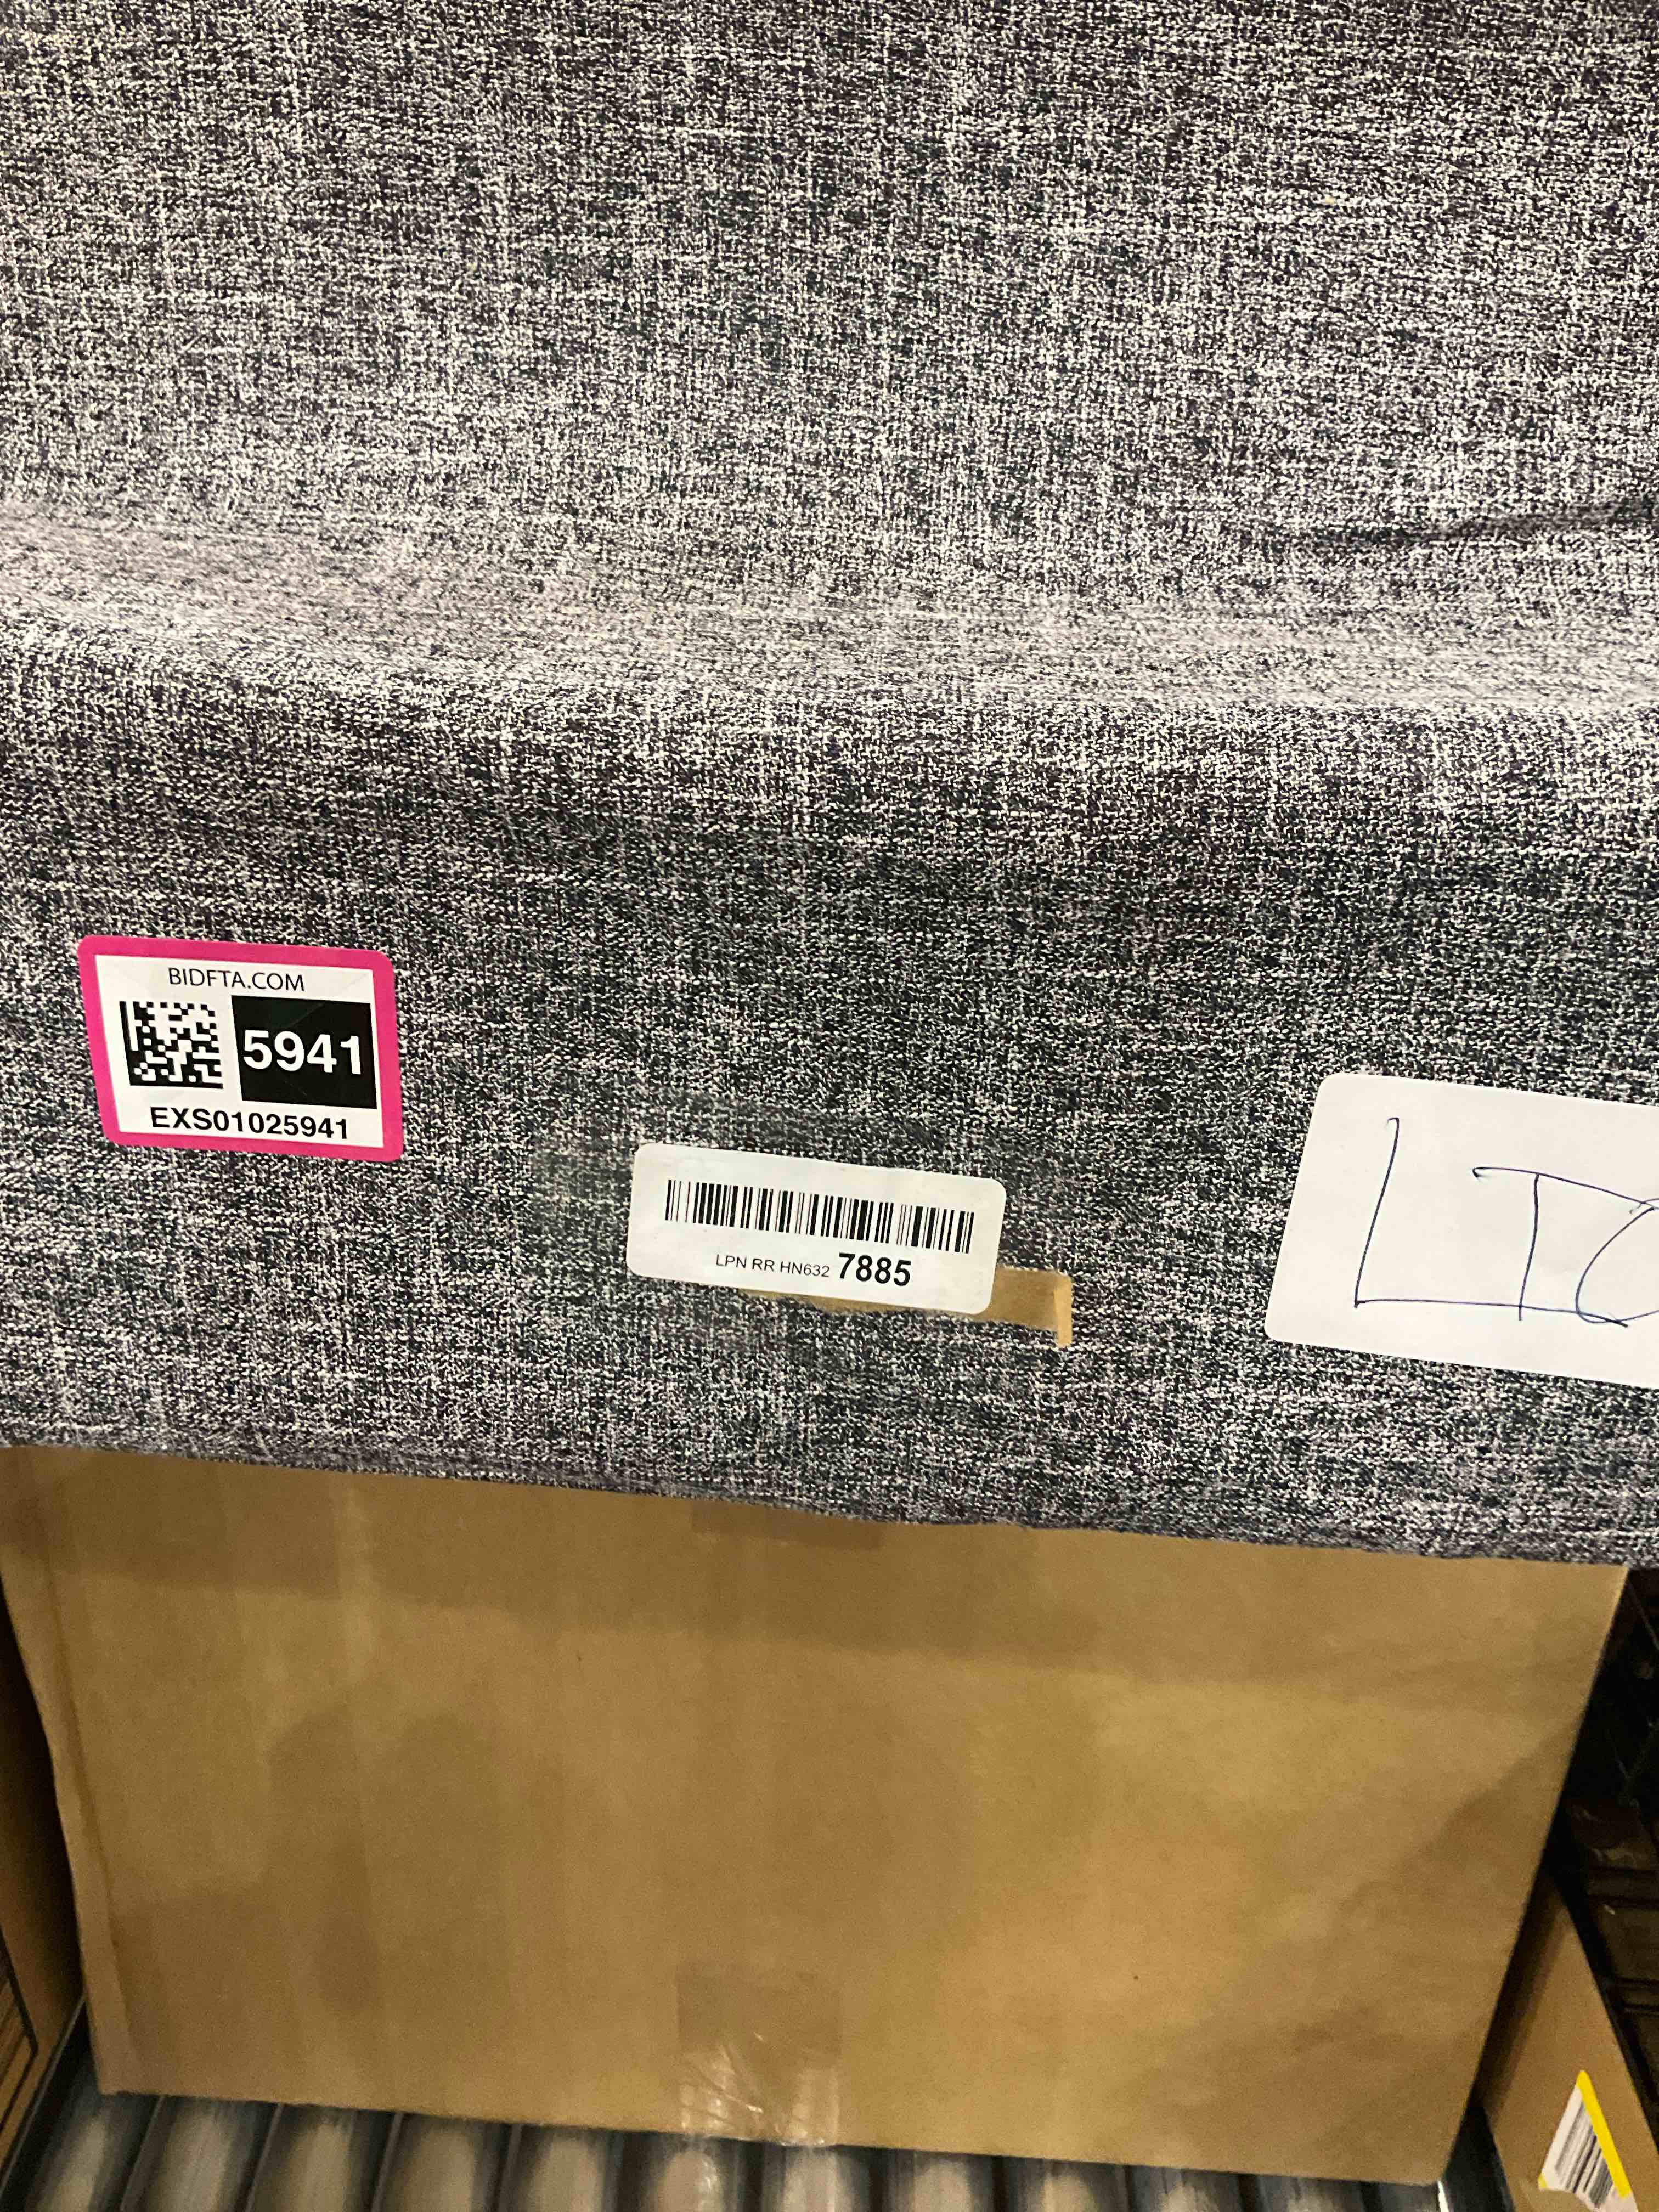 BIDFTA.COM
5941
EXS01025941
LPN RR HN632 7885